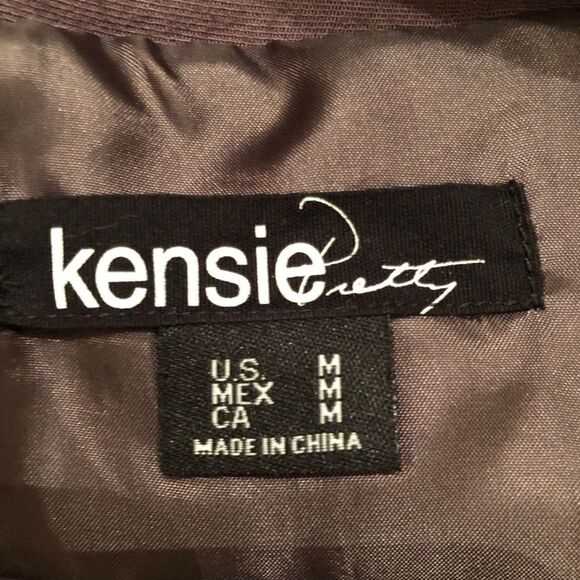 kensie Pretty
U.S. M
MEX M
CA M
MADE IN CHINA